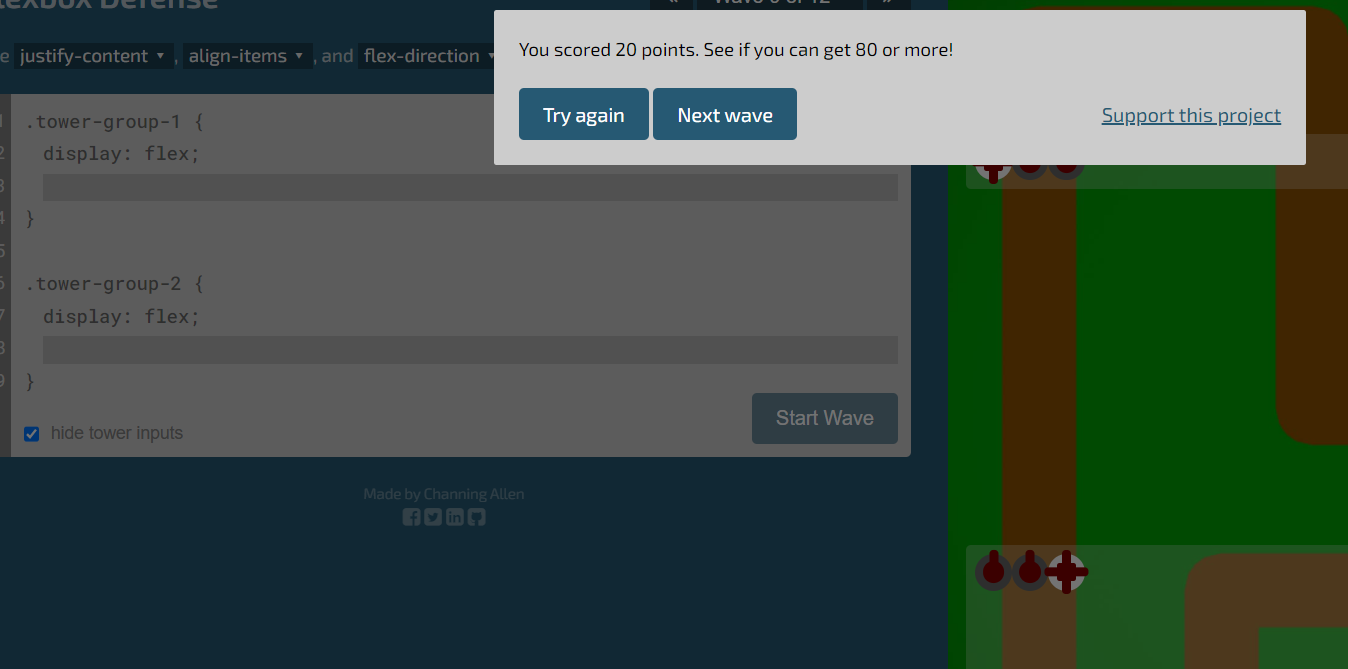 lexbox Defense
« Wave 6 of 12 »
You scored 20 points. See if you can get 80 or more!
e justify-content ▾ , align-items ▾ , and flex-direction ▾
Try again Next wave Support this project
1 .tower-group-1 {
2 display: flex;
3
4 }
5
6 .tower-group-2 {
7 display: flex;
8
9 }
Start Wave
hide tower inputs
Made by Channing Allen